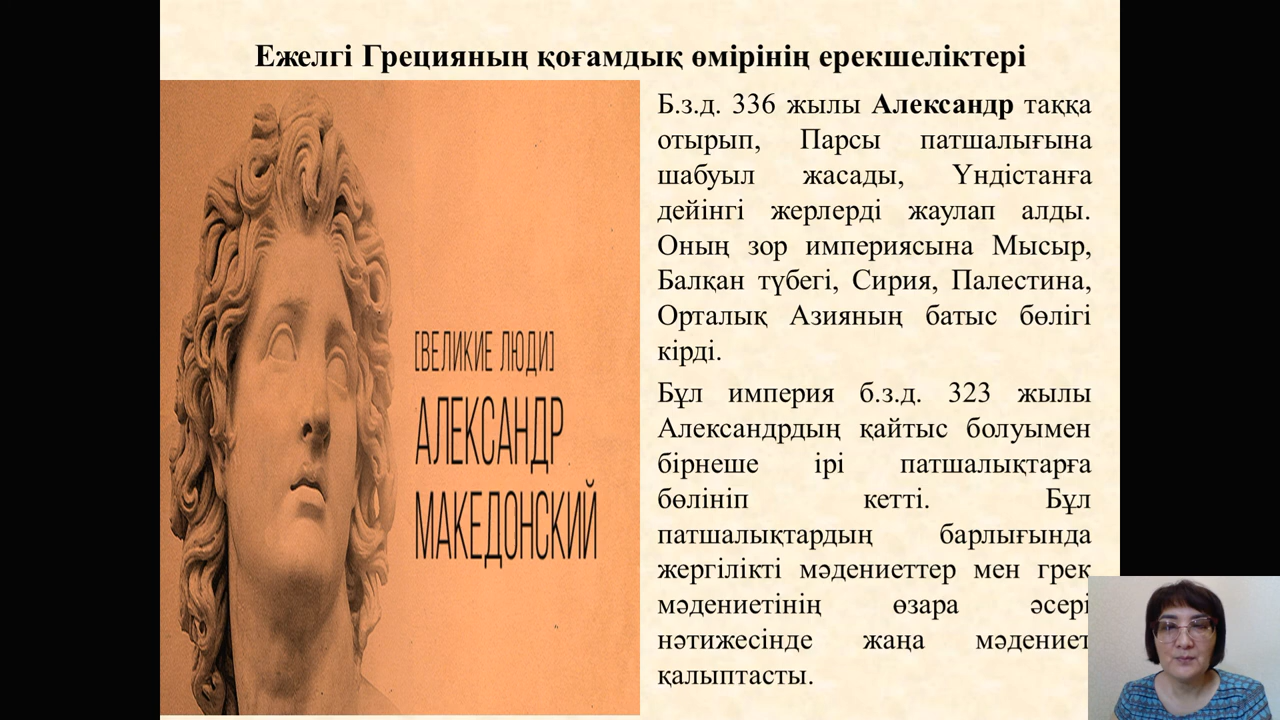 Ежелгі Грецияның қоғамдық өмірінің ерекшеліктері
[ВЕЛИКИЕ ЛЮДИ]
АЛЕКСАНДР
МАКЕДОНСКИЙ
Б.з.д. 336 жылы Александр таққа
отырып, Парсы патшалығына
шабуыл жасады, Үндістанға
дейінгі жерлерді жаулап алды.
Оның зор империясына Мысыр,
Балқан түбегі, Сирия, Палестина,
Орталық Азияның батыс бөлігі
кірді.
Бұл империя б.з.д. 323 жылы
Александрдың қайтыс болуымен
бірнеше ірі патшалықтарға
бөлініп кетті. Бұл
патшалықтардың барлығында
жергілікті мәдениеттер мен грек
мәдениетінің өзара әсері
нәтижесінде жаңа мәдениет
қалыптасты.